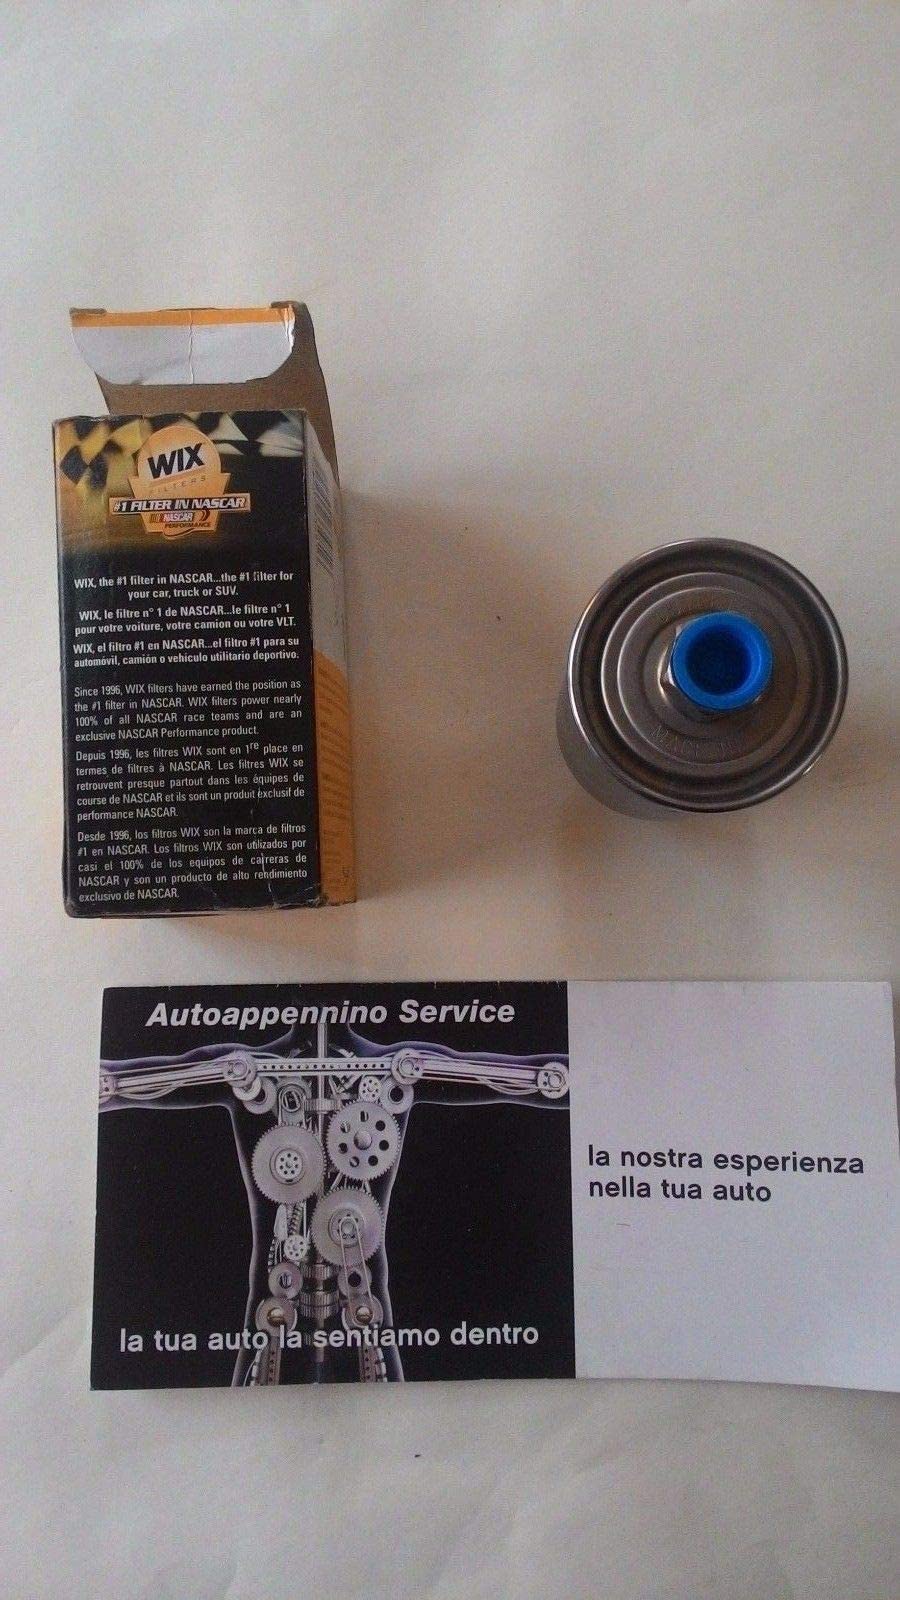 WIX
FILTERS
#1 FILTER IN NASCAR
NASCAR
PERFORMANCE
WIX, the #1 filter in NASCAR...the #1 filter for
your car, truck or SUV.
WIX, le filtre n° 1 de NASCAR...le filtre n° 1
pour votre voiture, votre camion ou votre VLT.
WIX, el filtro #1 en NASCAR...el filtro #1 para su
automóvil, camión o vehículo utilitario deportivo.
Since 1996, WIX filters have earned the position as
the #1 filter in NASCAR. WIX filters power nearly
100% of all NASCAR race teams and are an
exclusive NASCAR Performance product.
Depuis 1996, les filtres WIX sont en 1re place en
termes de filtres à NASCAR. Les filtres WIX se
retrouvent presque partout dans les équipes de
course de NASCAR et ils sont un produit exclusif de
performance NASCAR.
Desde 1996, los filtros WIX son la marca de filtros
#1 en NASCAR. Los filtros WIX son utilizados por
casi el 100% de los equipos de carreras de
NASCAR y son un producto de alto rendimiento
exclusivo de NASCAR.
MADE
Autoappennino Service
la nostra esperienza
nella tua auto
la tua auto la sentiamo dentro